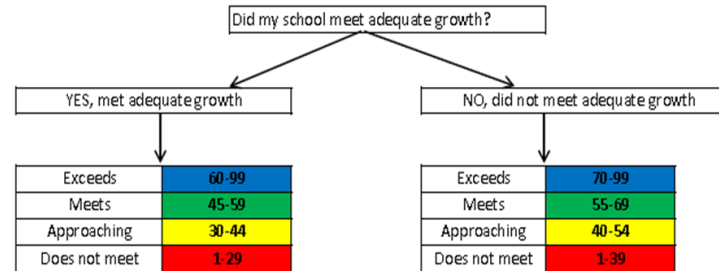 Did my school meet adequate growth?
YES, met adequate growth
NO, did not meet adequate growth
Exceeds 60-99
Meets 45-59
Approaching 30-44
Does not meet 1-29
Exceeds 70-99
Meets 55-69
Approaching 40-54
Does not meet 1-39